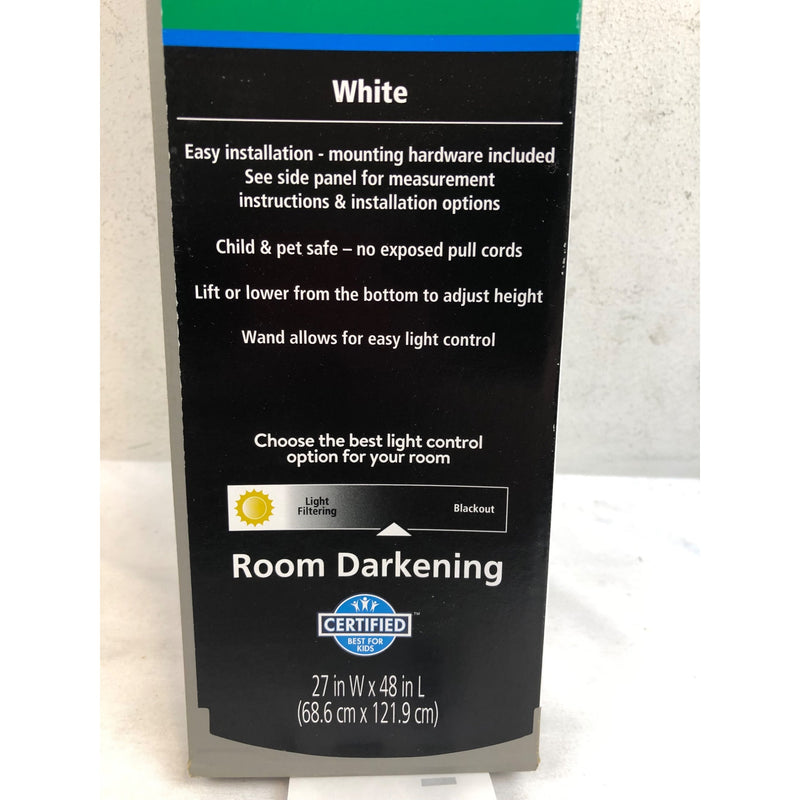 White
Easy installation - mounting hardware included
See side panel for measurement
instructions & installation options
Child & pet safe – no exposed pull cords
Lift or lower from the bottom to adjust height
Wand allows for easy light control
Choose the best light control
option for your room
Light
Filtering
Blackout
Room Darkening
CERTIFIED™
BEST FOR
KIDS
27 in W x 48 in L
(68.6 cm x 121.9 cm)